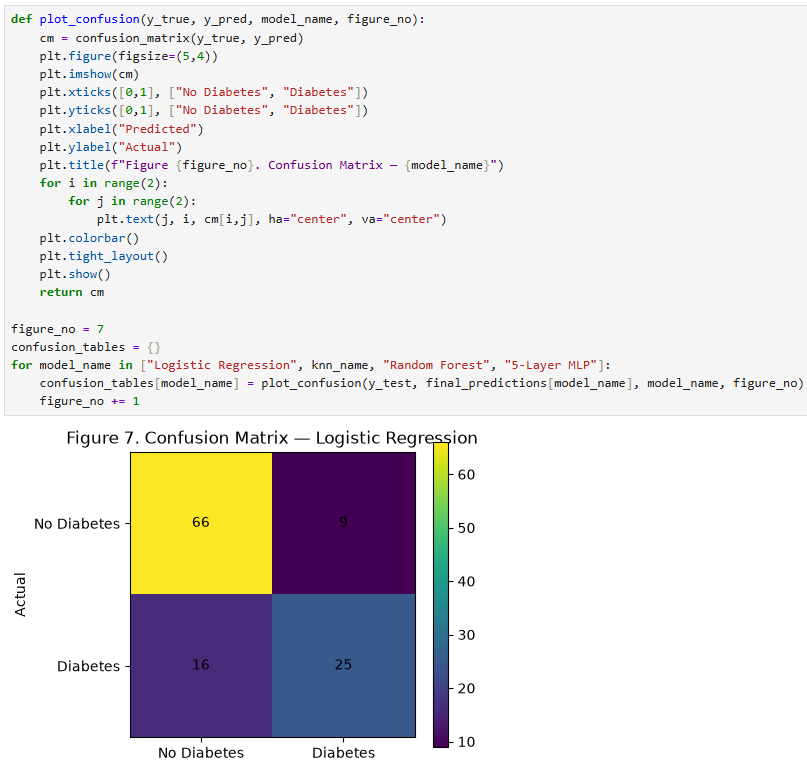 def plot_confusion(y_true, y_pred, model_name, figure_no):
    cm = confusion_matrix(y_true, y_pred)
    plt.figure(figsize=(5,4))
    plt.imshow(cm)
    plt.xticks([0,1], ["No Diabetes", "Diabetes"])
    plt.yticks([0,1], ["No Diabetes", "Diabetes"])
    plt.xlabel("Predicted")
    plt.ylabel("Actual")
    plt.title(f"Figure {figure_no}. Confusion Matrix — {model_name}")
    for i in range(2):
        for j in range(2):
            plt.text(j, i, cm[i,j], ha="center", va="center")
    plt.colorbar()
    plt.tight_layout()
    plt.show()
    return cm

figure_no = 7
confusion_tables = {}
for model_name in ["Logistic Regression", knn_name, "Random Forest", "5-Layer MLP"]:
    confusion_tables[model_name] = plot_confusion(y_test, final_predictions[model_name], model_name, figure_no)
    figure_no += 1
Figure 7. Confusion Matrix — Logistic Regression
No Diabetes
66
9
Actual
Diabetes
16
25
No Diabetes
Diabetes
60
50
40
30
20
10